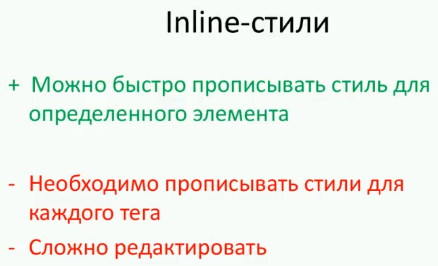 Inline-стили
+ Можно быстро прописывать стиль для
определенного элемента
- Необходимо прописывать стили для
каждого тега
- Сложно редактировать